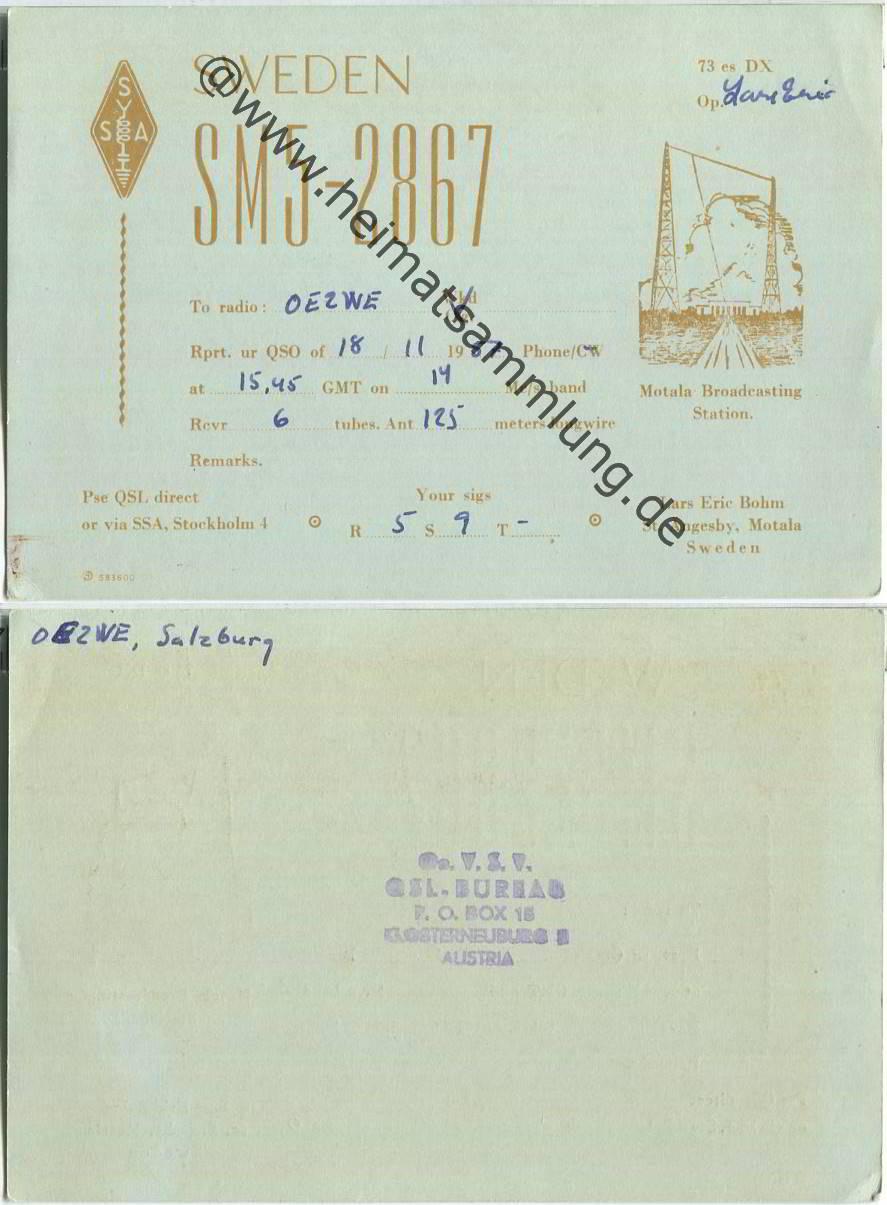 SWEDEN
SSA
SM5-2867
73 es DX
Op. Lars Eric
To radio: OE2WE
Rprt. ur QSO of 18 / 11 19 Phone/CW
at 15,45 GMT on 14 Mc/s band
Rcvr 6 tubes. Ant 125 meters longwire
Remarks.
Motala Broadcasting
Station.
Pse QSL direct
or via SSA, Stockholm 4
Your sigs
R 5 S 9 T -
Lars Eric Bohm
Motala
Sweden
583600
@www.heimatsammlung.de
OE2WE, Salzburg
Oe. V. S. V.
QSL-BUREAU
P. O. BOX 15
KLOSTERNEUBURG
AUSTRIA